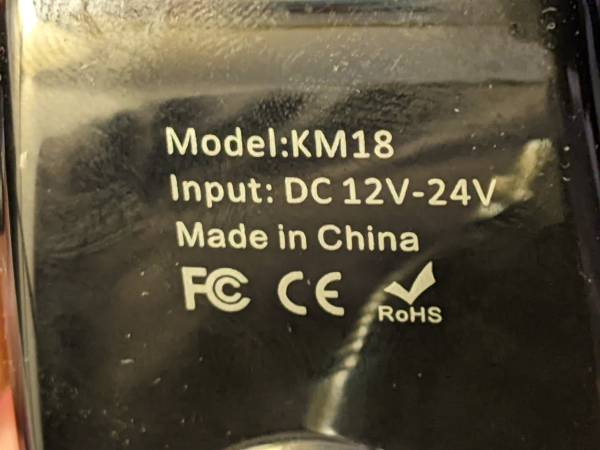 Model:KM18
Input: DC 12V-24V
Made in China
FC CE RoHS